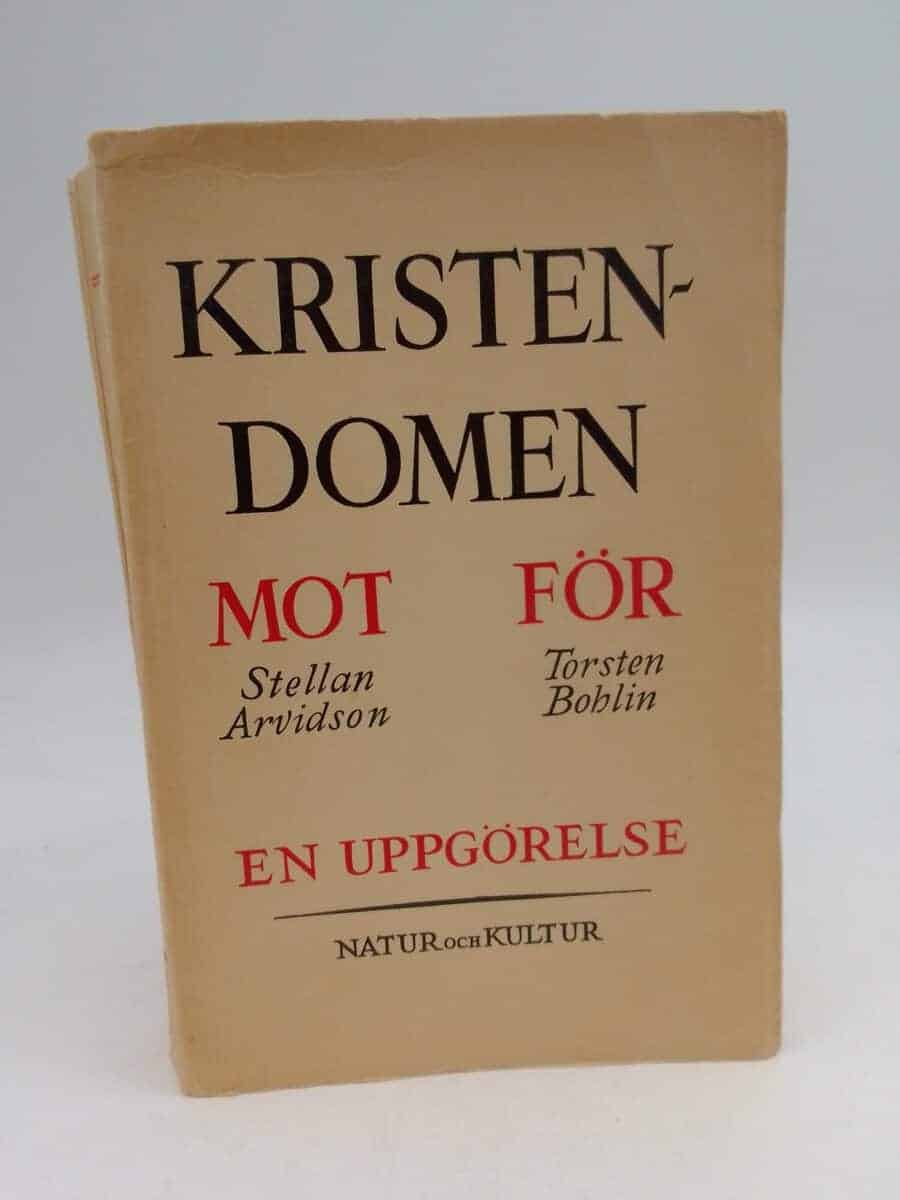 KRISTEN-
DOMEN
MOT FÖR
Stellan Torsten
Arvidson Bohlin
EN UPPGÖRELSE
NATUR OCH KULTUR